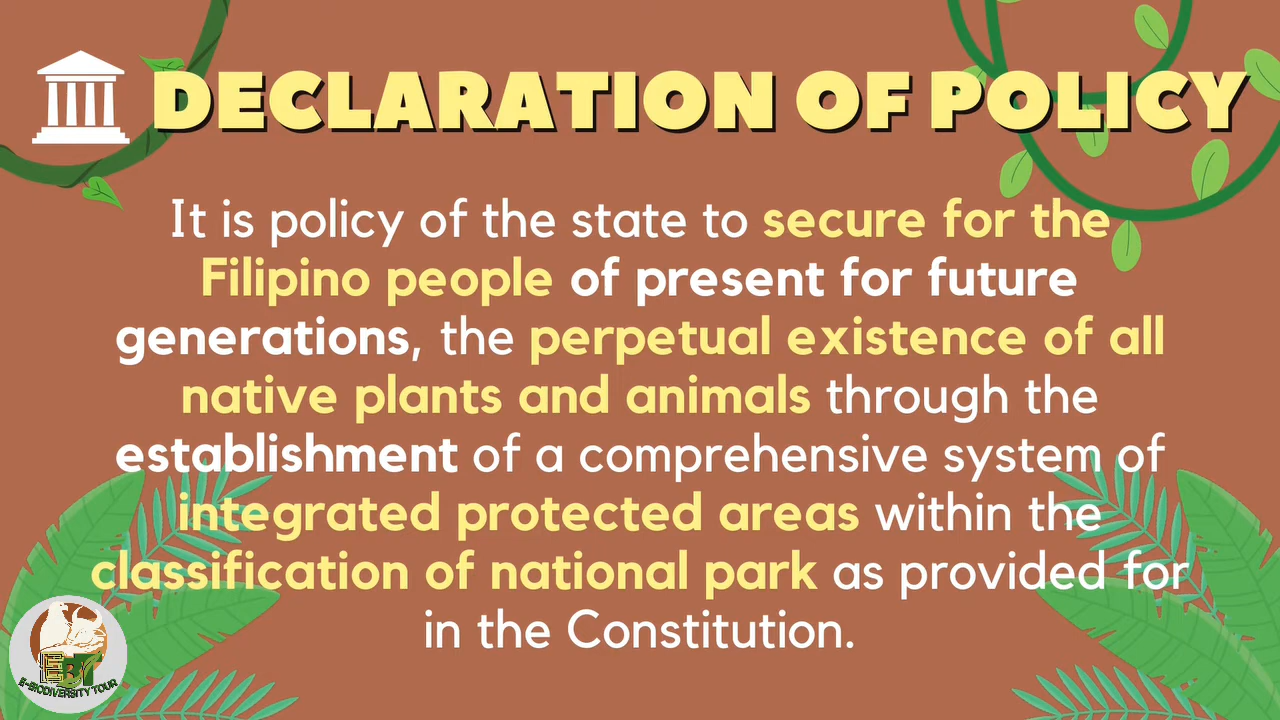 DECLARATION OF POLICY
It is policy of the state to secure for the
Filipino people of present for future
generations, the perpetual existence of all
native plants and animals through the
establishment of a comprehensive system of
integrated protected areas within the
classification of national park as provided for
in the Constitution.
E-BIODIVERSITY TOUR